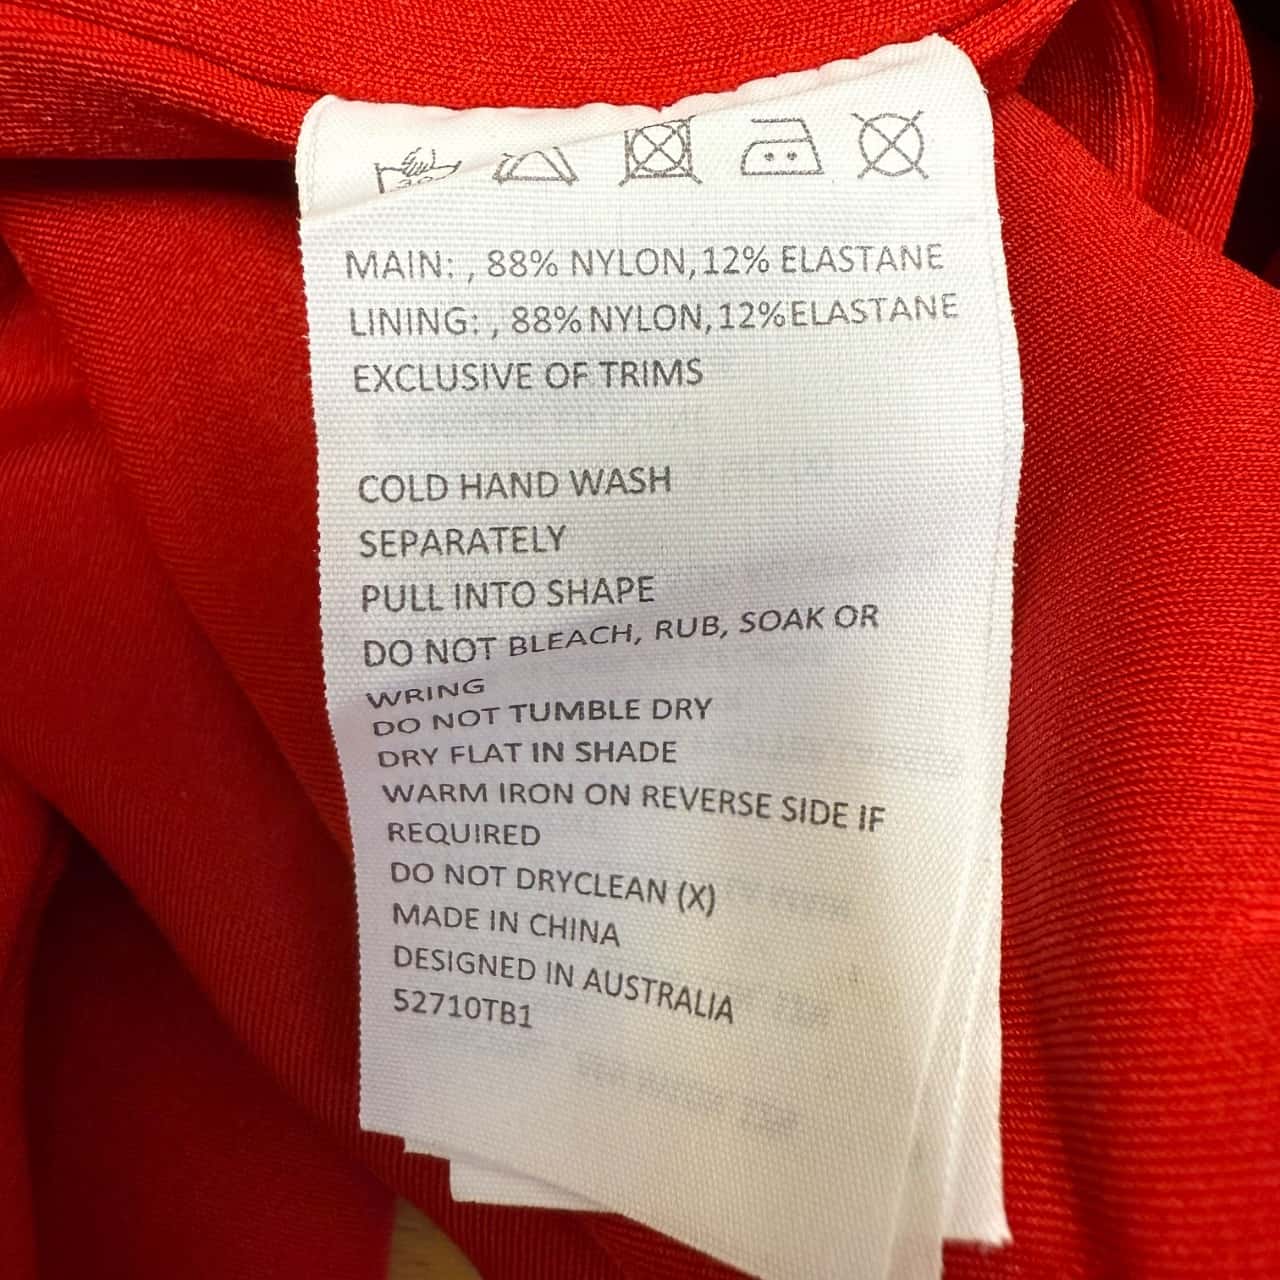 MAIN: , 88% NYLON,12% ELASTANE
LINING: , 88%NYLON,12%ELASTANE
EXCLUSIVE OF TRIMS
COLD HAND WASH
SEPARATELY
PULL INTO SHAPE
DO NOT BLEACH, RUB, SOAK OR
WRING
DO NOT TUMBLE DRY
DRY FLAT IN SHADE
WARM IRON ON REVERSE SIDE IF
REQUIRED
DO NOT DRYCLEAN (X)
MADE IN CHINA
DESIGNED IN AUSTRALIA
52710TB1